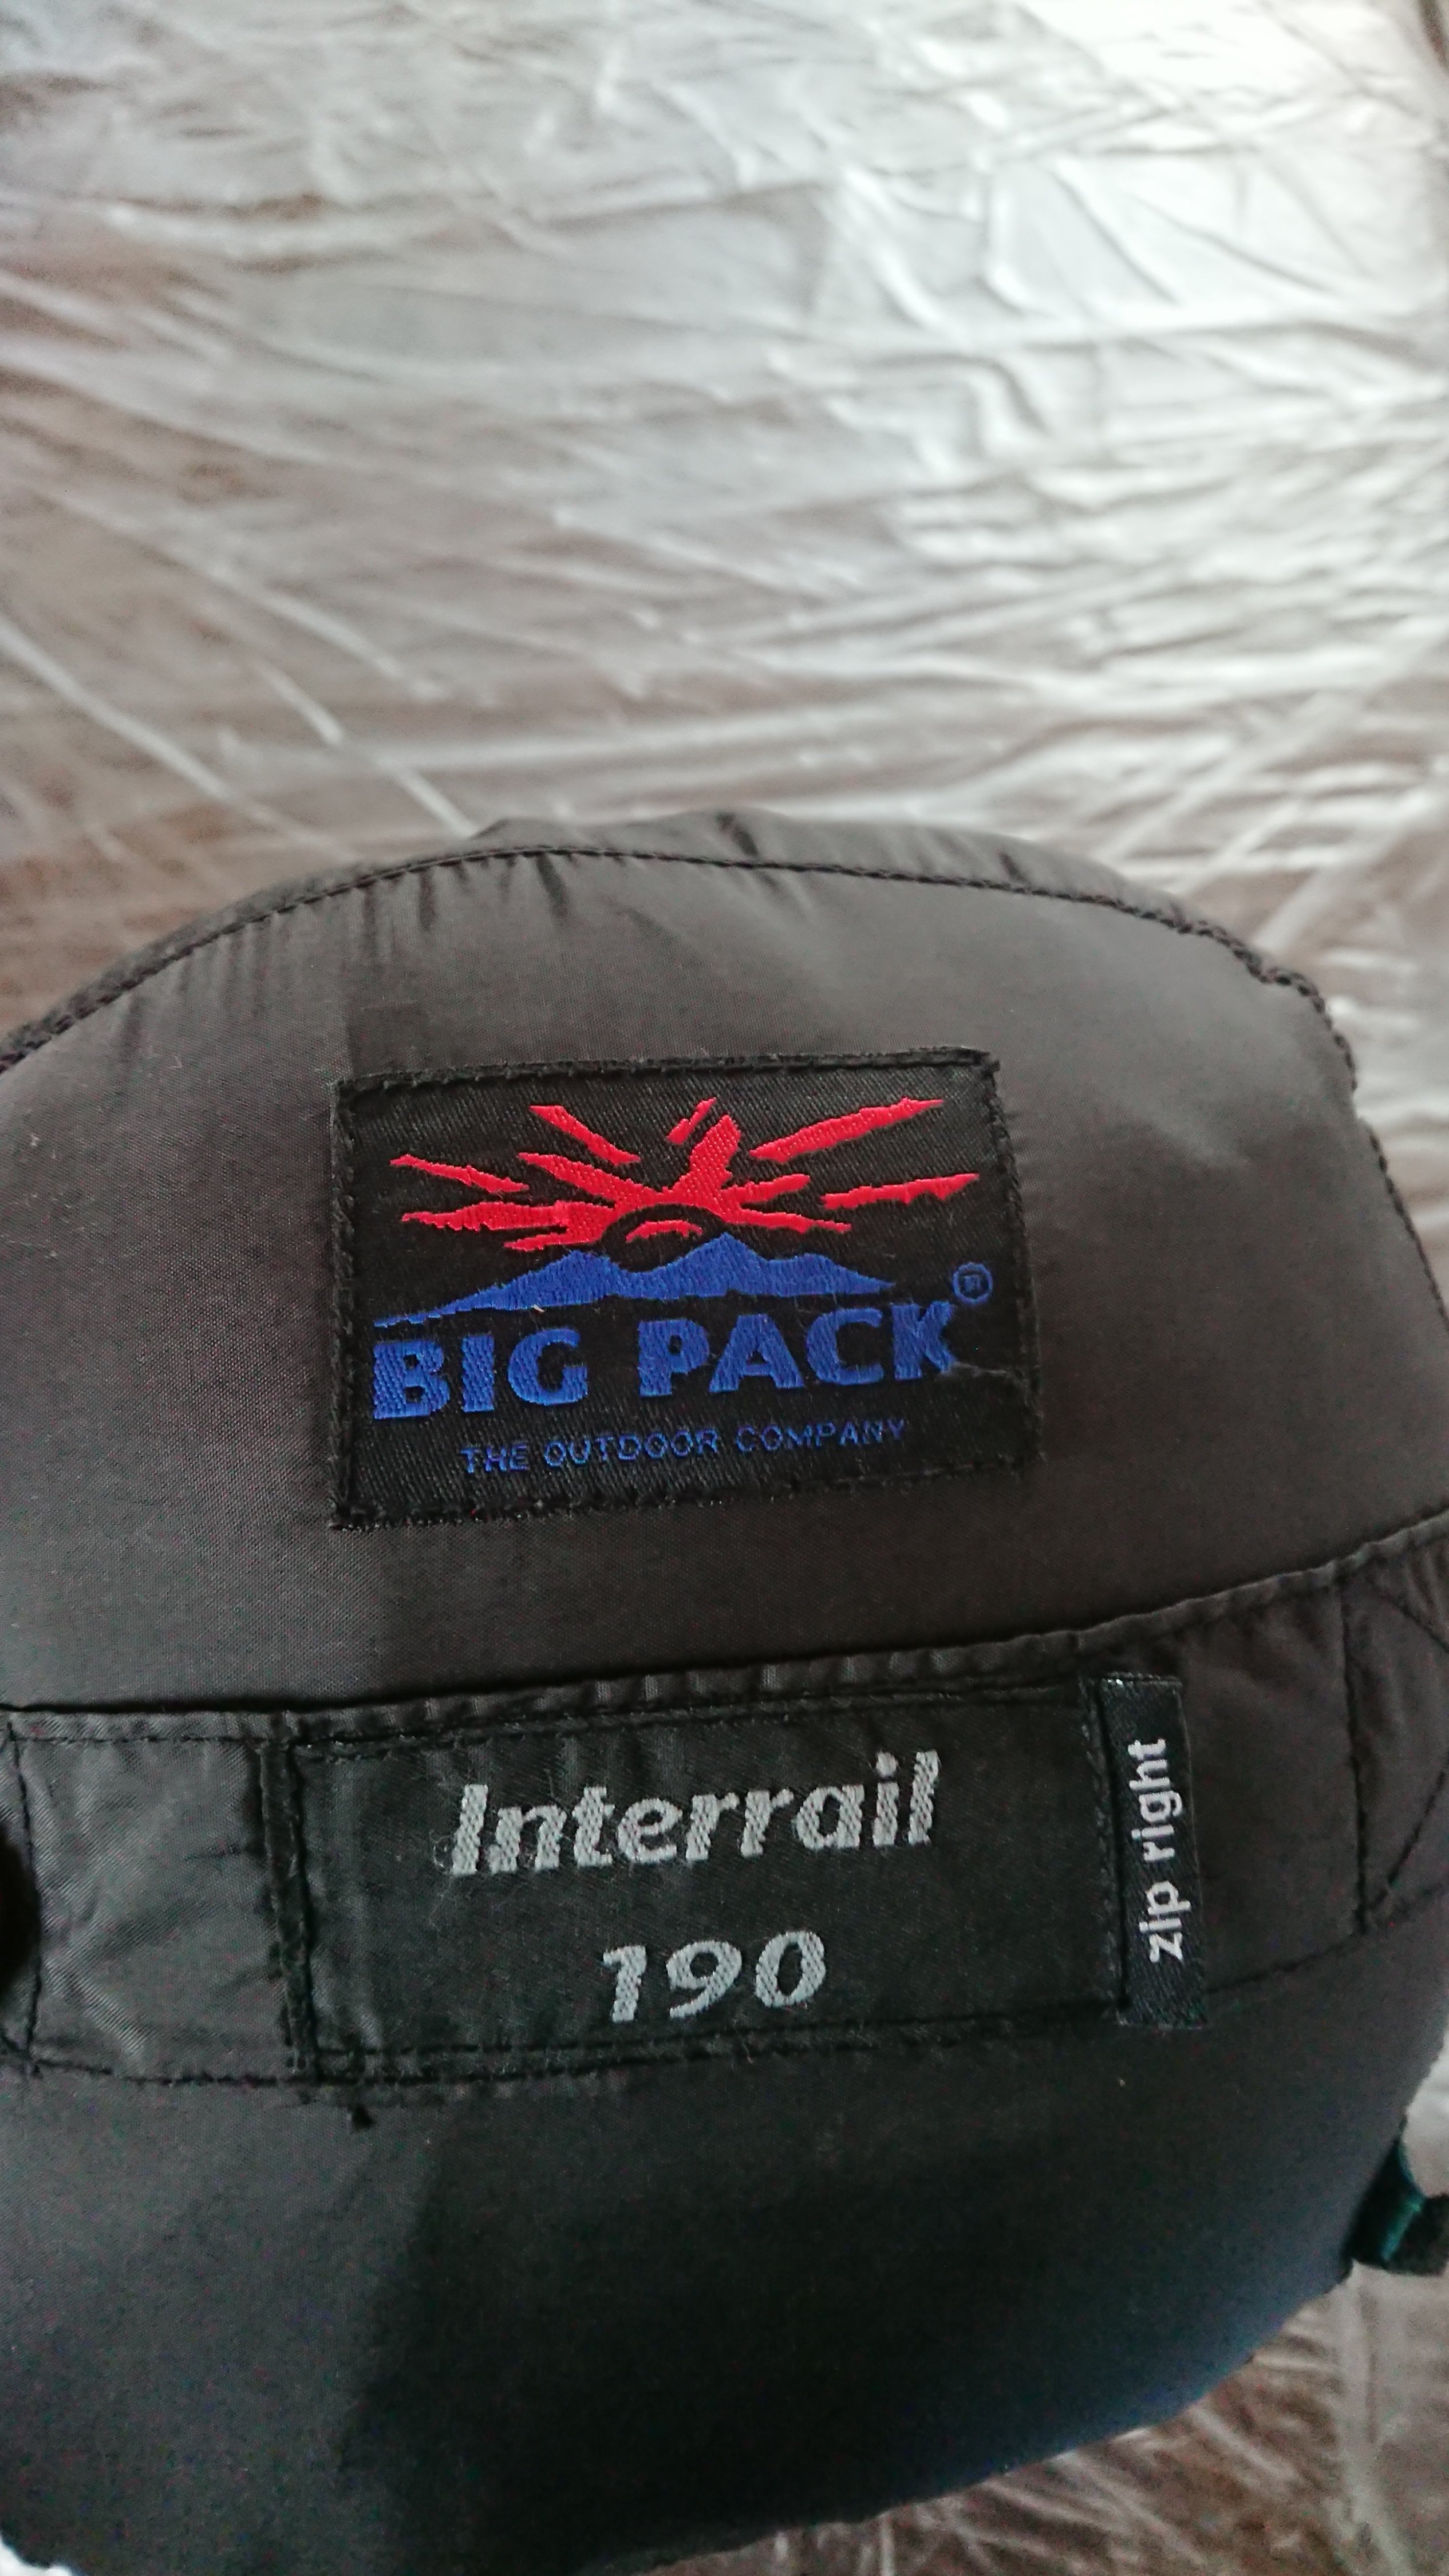 BIG PACK®
THE OUTDOOR COMPANY
Interrail
190
zip right